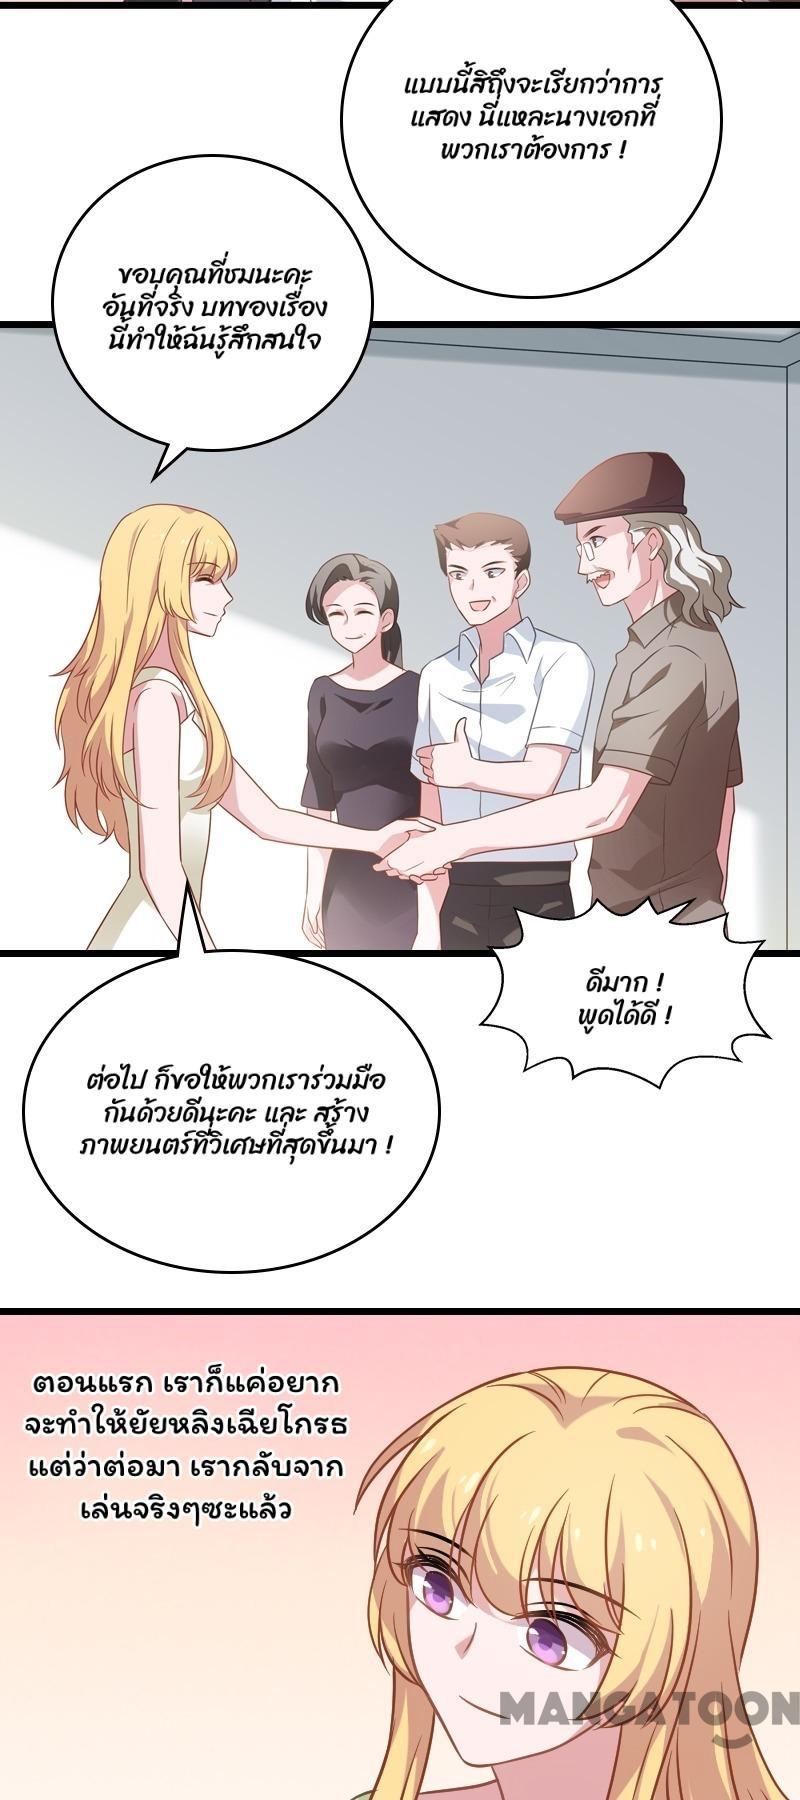 แบบนี้สิถึงจะเรียกว่าการ
แสดง นี่แหละนางเอกที่
พวกเราต้องการ !
ขอบคุณที่ชมนะคะ
อันที่จริง บทของเรื่อง
นี้ทำให้ฉันรู้สึกสนใจ
ดีมาก !
พูดได้ดี !
ต่อไป ก็ขอให้พวกเราร่วมมือ
กันด้วยดีนะคะ และ สร้าง
ภาพยนตร์ที่วิเศษที่สุดขึ้นมา !
ตอนแรก เราก็แค่อยาก
จะทำให้ยัยหลิงเฉียโกรธ
แต่ว่าต่อมา เรากลับจาก
เล่นจริงๆซะแล้ว
MANGATOON